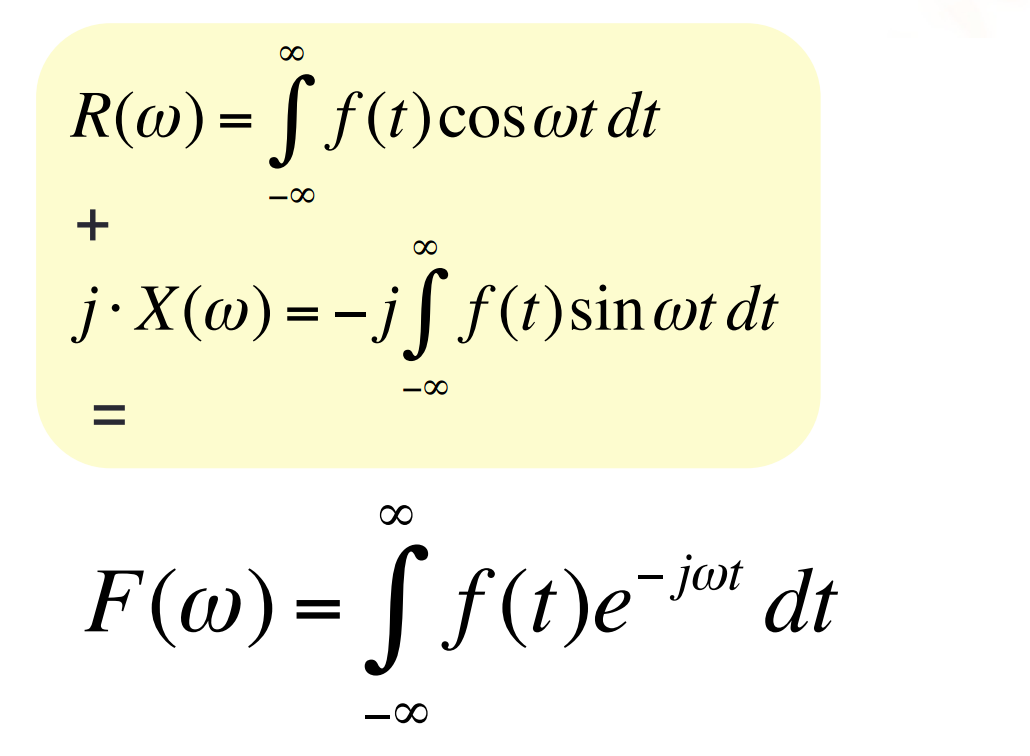 R(ω) = ∫_{-∞}^{∞} f(t) cos ωt dt
+
j · X(ω) = −j ∫_{-∞}^{∞} f(t) sin ωt dt
=
F(ω) = ∫_{-∞}^{∞} f(t)e^{−jωt} dt